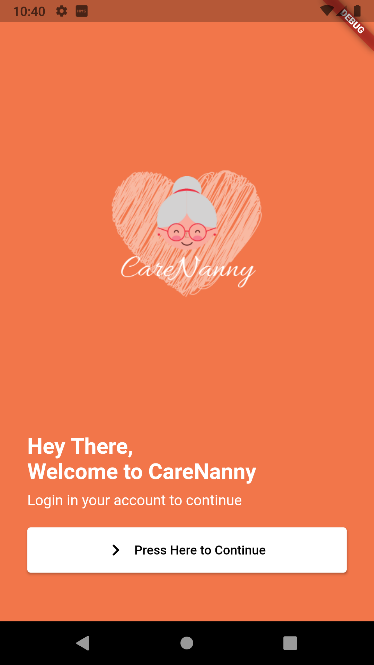 10:40
DEBUG
CareNanny
Hey There,
Welcome to CareNanny
Login in your account to continue
Press Here to Continue